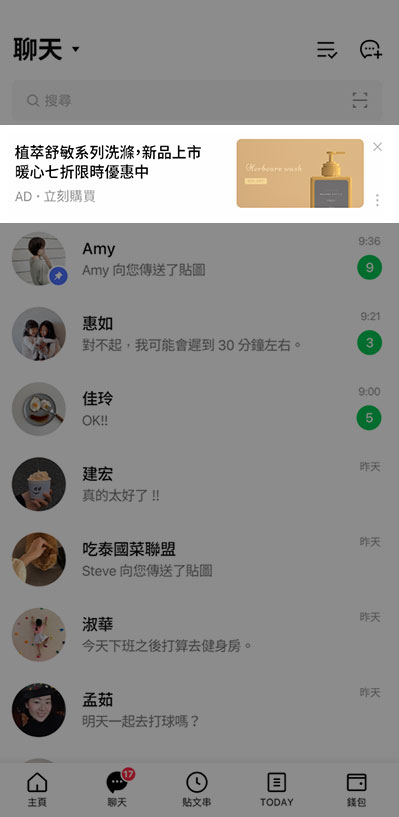 聊天
搜尋
植萃舒敏系列洗滌，新品上市
暖心七折限時優惠中
AD・立刻購買
Herbcare wash
Amy
9:36
Amy 向您傳送了貼圖
9
惠如
9:21
對不起，我可能會遲到 30 分鐘左右。
3
佳玲
9:00
OK!!
5
建宏
昨天
真的太好了 !!
吃泰國菜聯盟
昨天
Steve 向您傳送了貼圖
淑華
昨天
今天下班之後打算去健身房。
孟茹
昨天
明天一起去打球嗎？
17
主頁
聊天
貼文串
TODAY
錢包